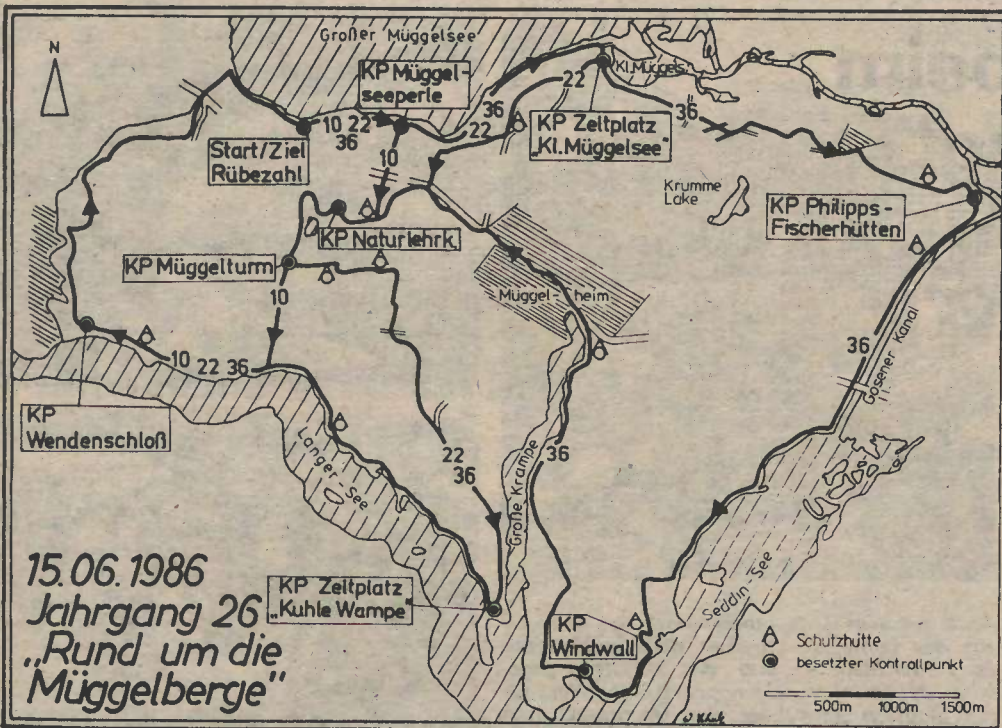 N
Großer Müggelsee
KP Müggel-
seeperle
22
Kl. Müggels.
36
22
36
10 22
36
Start/Ziel
Rübezahl
10
KP Zeltplatz
„Kl. Müggelsee"
Krumme
Lake
KP Philipps-
Fischerhütten
KP Naturlehrk.
KP Müggelturm
10
Müggel-heim
Gosener Kanal
36
10 22 36
KP
Wendenschloß
Langer-See
22
36
36
Große Krampe
Seddin-See
KP Zeltplatz
„Kuhle Wampe"
KP
Windwall
15.06.1986
Jahrgang 26
„Rund um die
Müggelberge"
Schutzhütte
besetzter Kontrollpunkt
500m 1000m 1500m